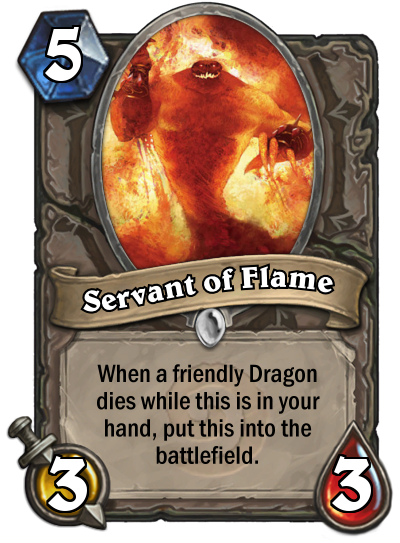 5
Servant of Flame
When a friendly Dragon
dies while this is in your
hand, put this into the
battlefield.
3 3